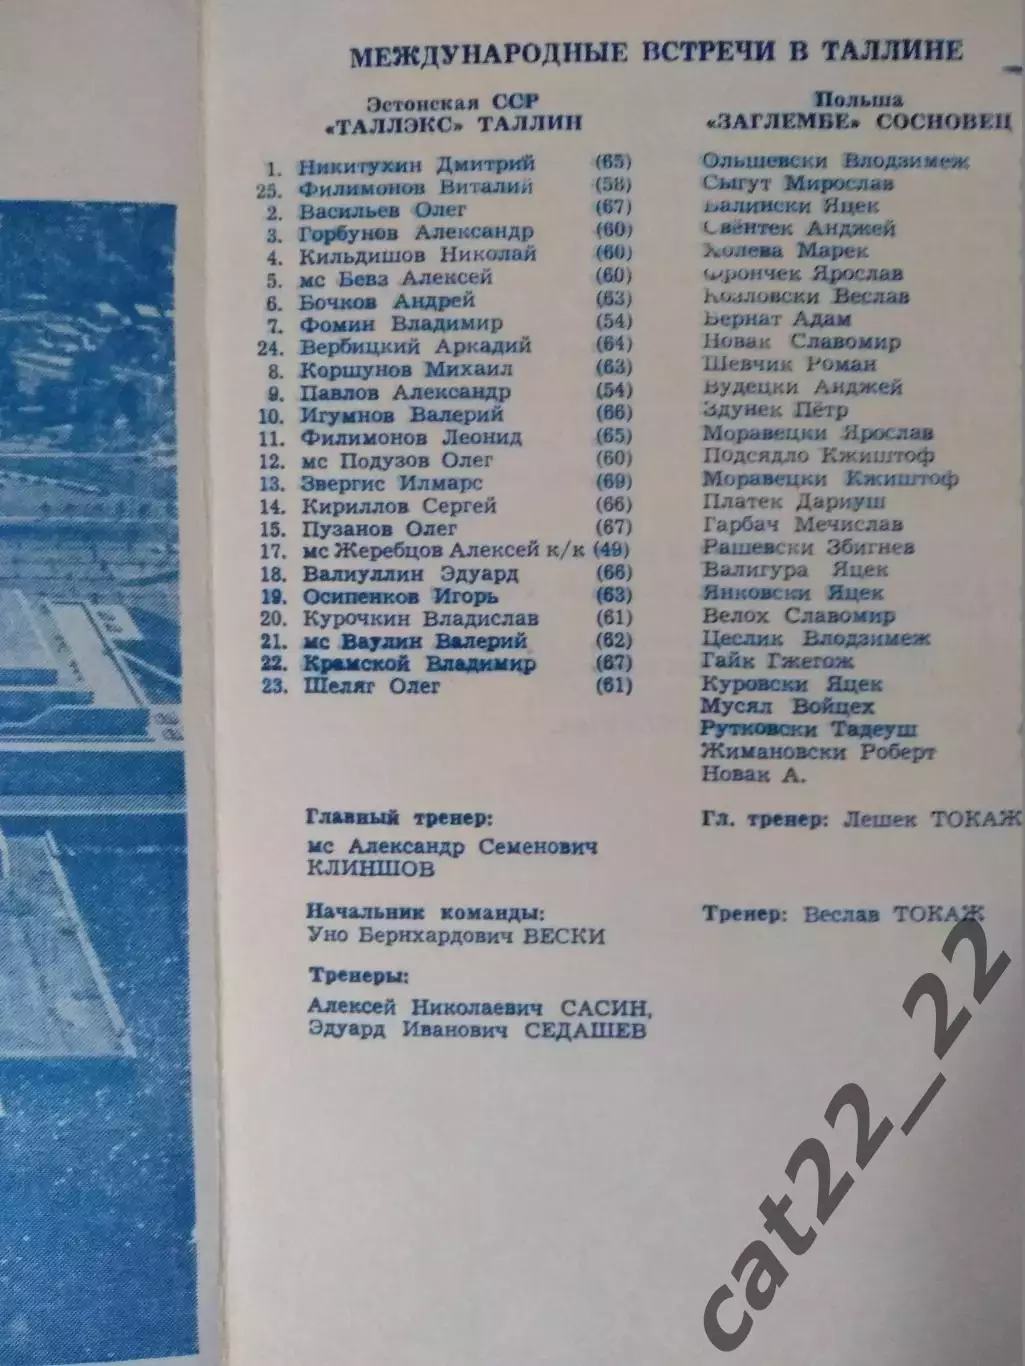 МЕЖДУНАРОДНЫЕ ВСТРЕЧИ В ТАЛЛИНЕ
Эстонская ССР
«ТАЛЛЭКС» ТАЛЛИН
1. Никитухин Дмитрий (65)
25. Филимонов Виталий (58)
2. Васильев Олег (67)
3. Горбунов Александр (60)
4. Кильдишов Николай (60)
5. мс Бевз Алексей (60)
6. Бочков Андрей (63)
7. Фомин Владимир (54)
24. Вербицкий Аркадий (64)
8. Коршунов Михаил (63)
9. Павлов Александр (54)
10. Игумнов Валерий (66)
11. Филимонов Леонид (65)
12. мс Подузов Олег (60)
13. Звергис Илмарс (69)
14. Кириллов Сергей (66)
15. Пузанов Олег (67)
17. мс Жеребцов Алексей к/к (49)
18. Валиуллин Эдуард (66)
19. Осипенков Игорь (63)
20. Курочкин Владислав (61)
21. мс Ваулин Валерий (62)
22. Крамской Владимир (67)
23. Шеляг Олег (61)
Главный тренер:
мс Александр Семенович
КЛИНШОВ
Начальник команды:
Уно Бернхардович ВЕСКИ
Тренеры:
Алексей Николаевич САСИН,
Эдуард Иванович СЕДАШЕВ
Польша
«ЗАГЛЕМБЕ» СОСНОВЕЦ
Ольшевски Влодзимеж
Сыгут Мирослав
Балински Яцек
Свёнтек Анджей
Холева Марек
Фрончек Ярослав
Козловски Веслав
Бернат Адам
Новак Славомир
Шевчик Роман
Будецки Анджей
Здунек Пётр
Моравецки Ярослав
Подсядло Кжиштоф
Моравецки Кжиштоф
Платек Дариуш
Гарбач Мечислав
Рашевски Збигнев
Валигура Яцек
Янковски Яцек
Велох Славомир
Цеслик Влодзимеж
Гайк Гжегож
Куровски Яцек
Мусял Войцех
Рутковски Тадеуш
Жимановски Роберт
Новак А.
Гл. тренер: Лешек ТОКАЖ
Тренер: Веслав ТОКАЖ
cat22_22